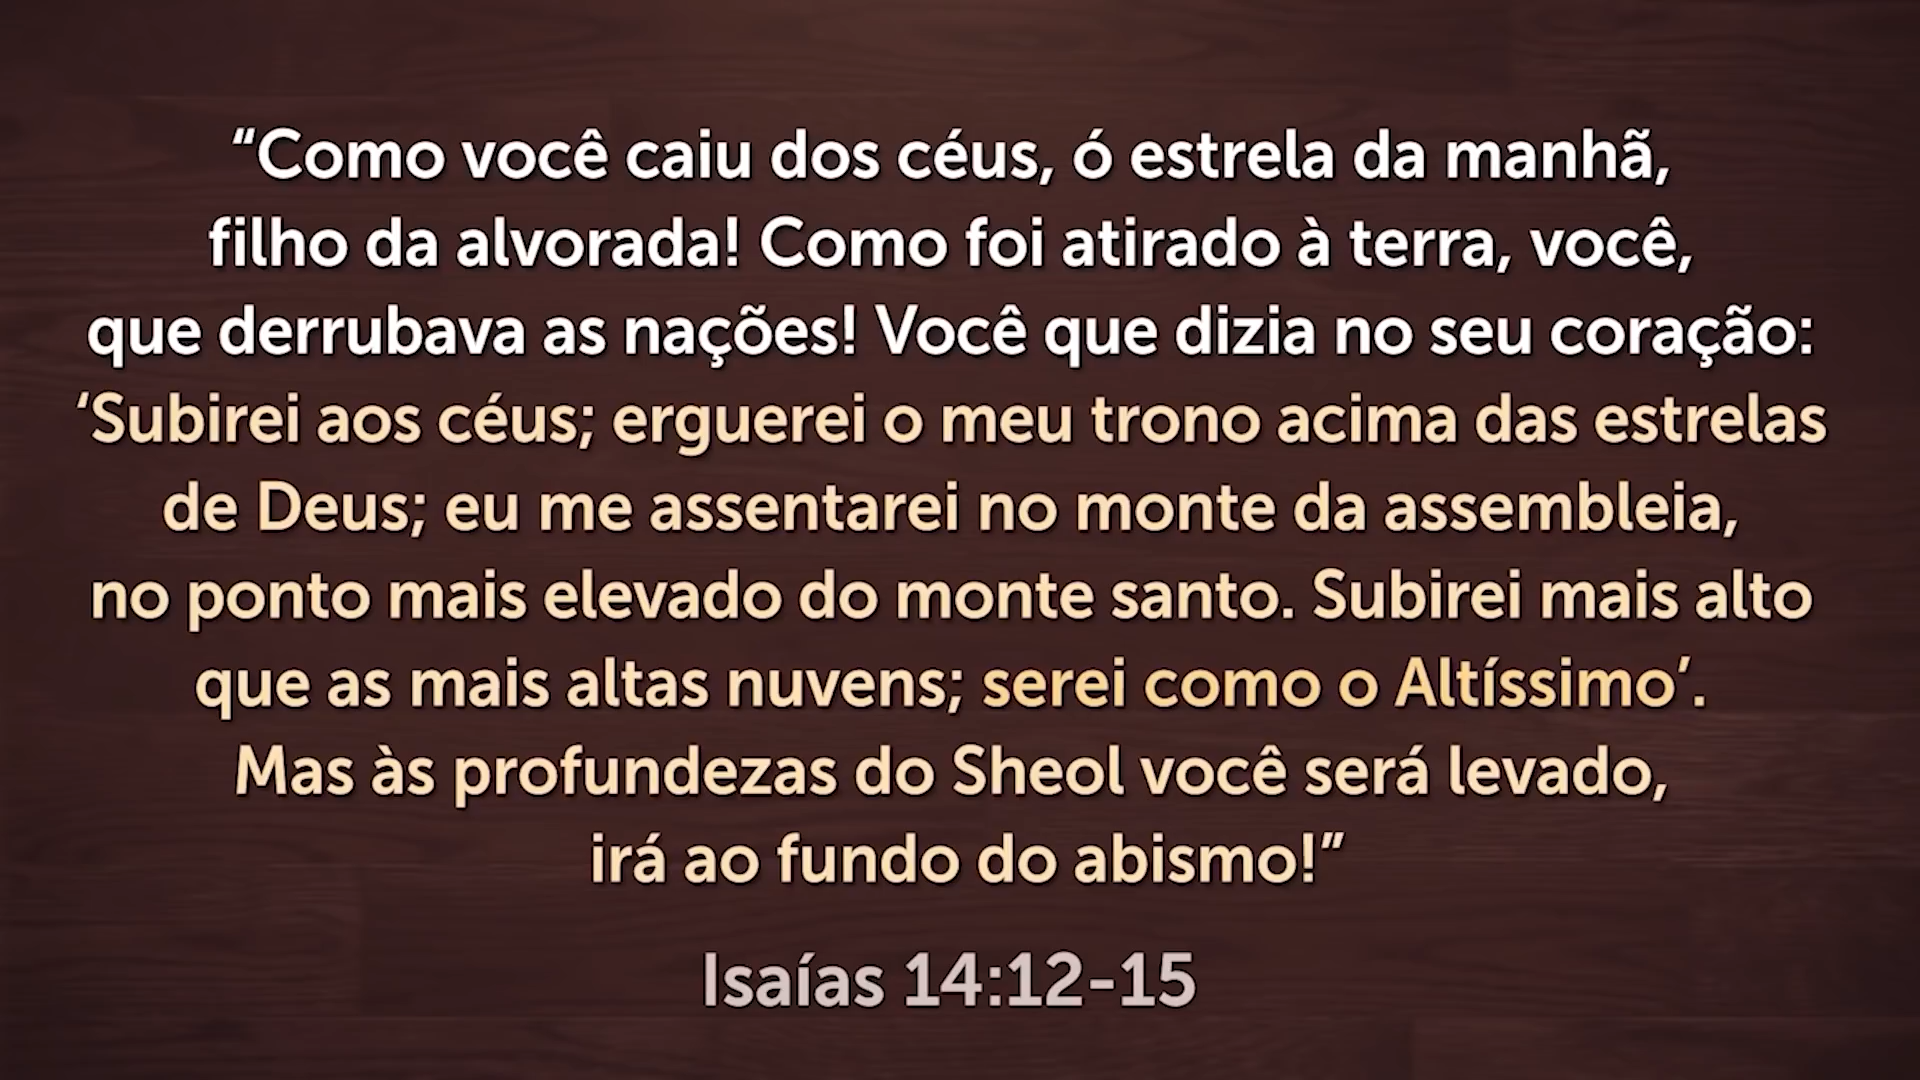 “Como você caiu dos céus, ó estrela da manhã,
filho da alvorada! Como foi atirado à terra, você,
que derrubava as nações! Você que dizia no seu coração:
‘Subirei aos céus; erguerei o meu trono acima das estrelas
de Deus; eu me assentarei no monte da assembleia,
no ponto mais elevado do monte santo. Subirei mais alto
que as mais altas nuvens; serei como o Altíssimo’.
Mas às profundezas do Sheol você será levado,
irá ao fundo do abismo!”
Isaías 14:12-15